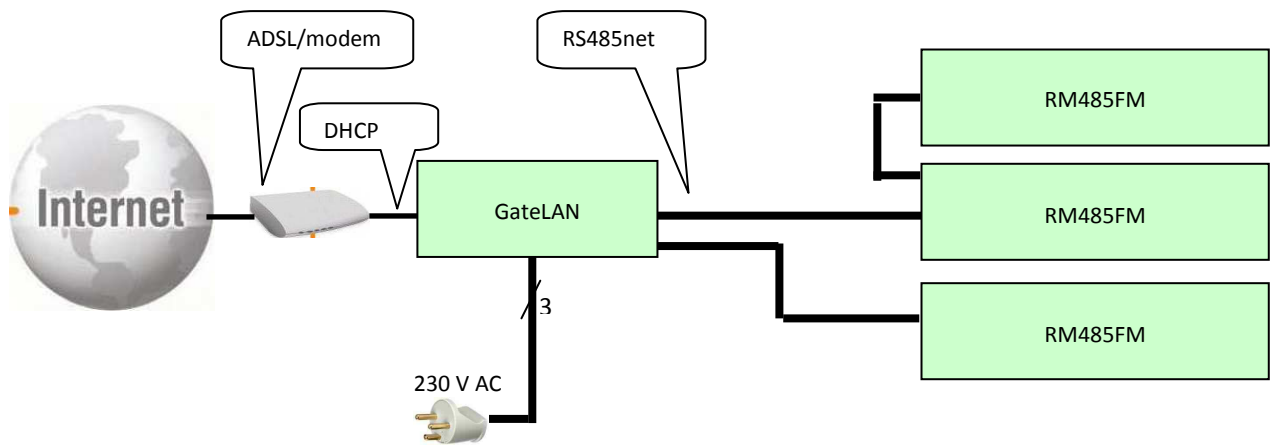 ADSL/modem
RS485net
RM485FM
DHCP
Internet
GateLAN
RM485FM
3
RM485FM
230 V AC